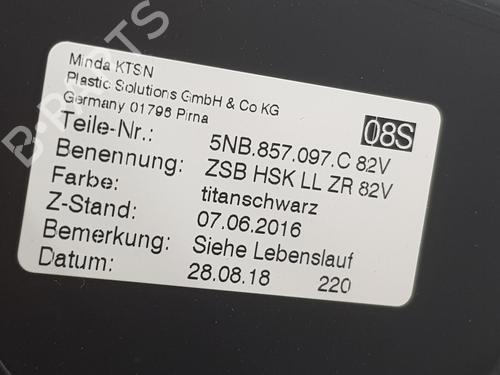 Minda KTSN
Plastic Solutions GmbH & Co KG
Germany 01796 Pirna
08S
Teile-Nr.: 5NB.857.097.C 82V
Benennung: ZSB HSK LL ZR 82V
Farbe: titanschwarz
Z-Stand: 07.06.2016
Bemerkung: Siehe Lebenslauf
Datum: 28.08.18 220